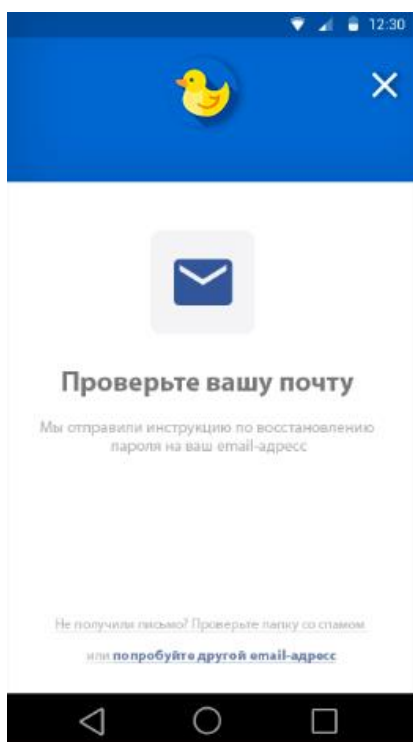 12:30
Проверьте вашу почту
Мы отправили инструкцию по восстановлению
пароля на ваш email-адресс
Не получили письмо? Проверьте папку со спамом
или попробуйте другой email-адресс